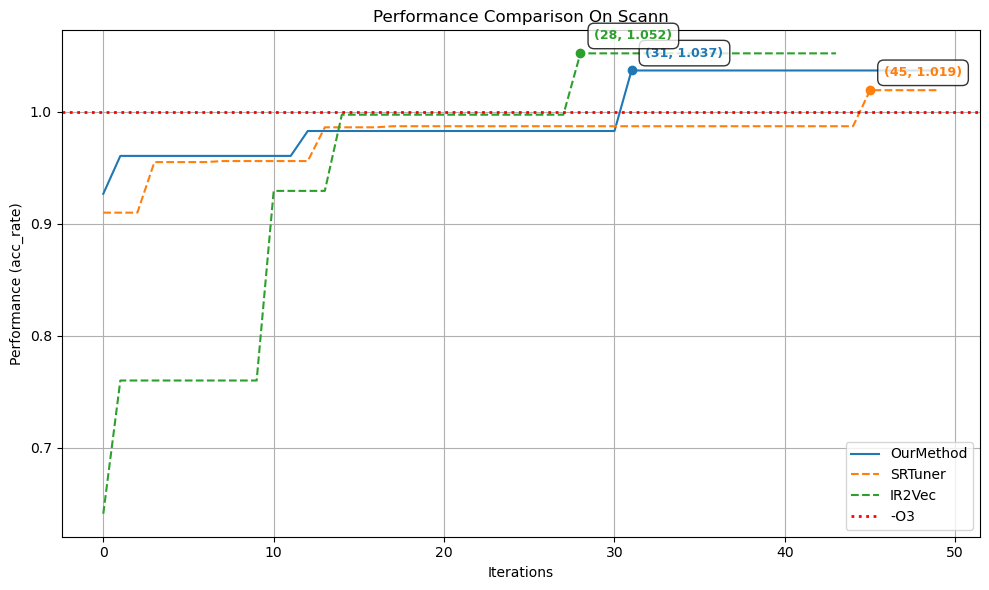 Performance Comparison On Scann
(28, 1.052)
(31, 1.037)
(45, 1.019)
Performance (acc_rate)
1.0
0.9
0.8
0.7
0
10
20
30
40
50
Iterations
OurMethod
SRTuner
IR2Vec
-O3